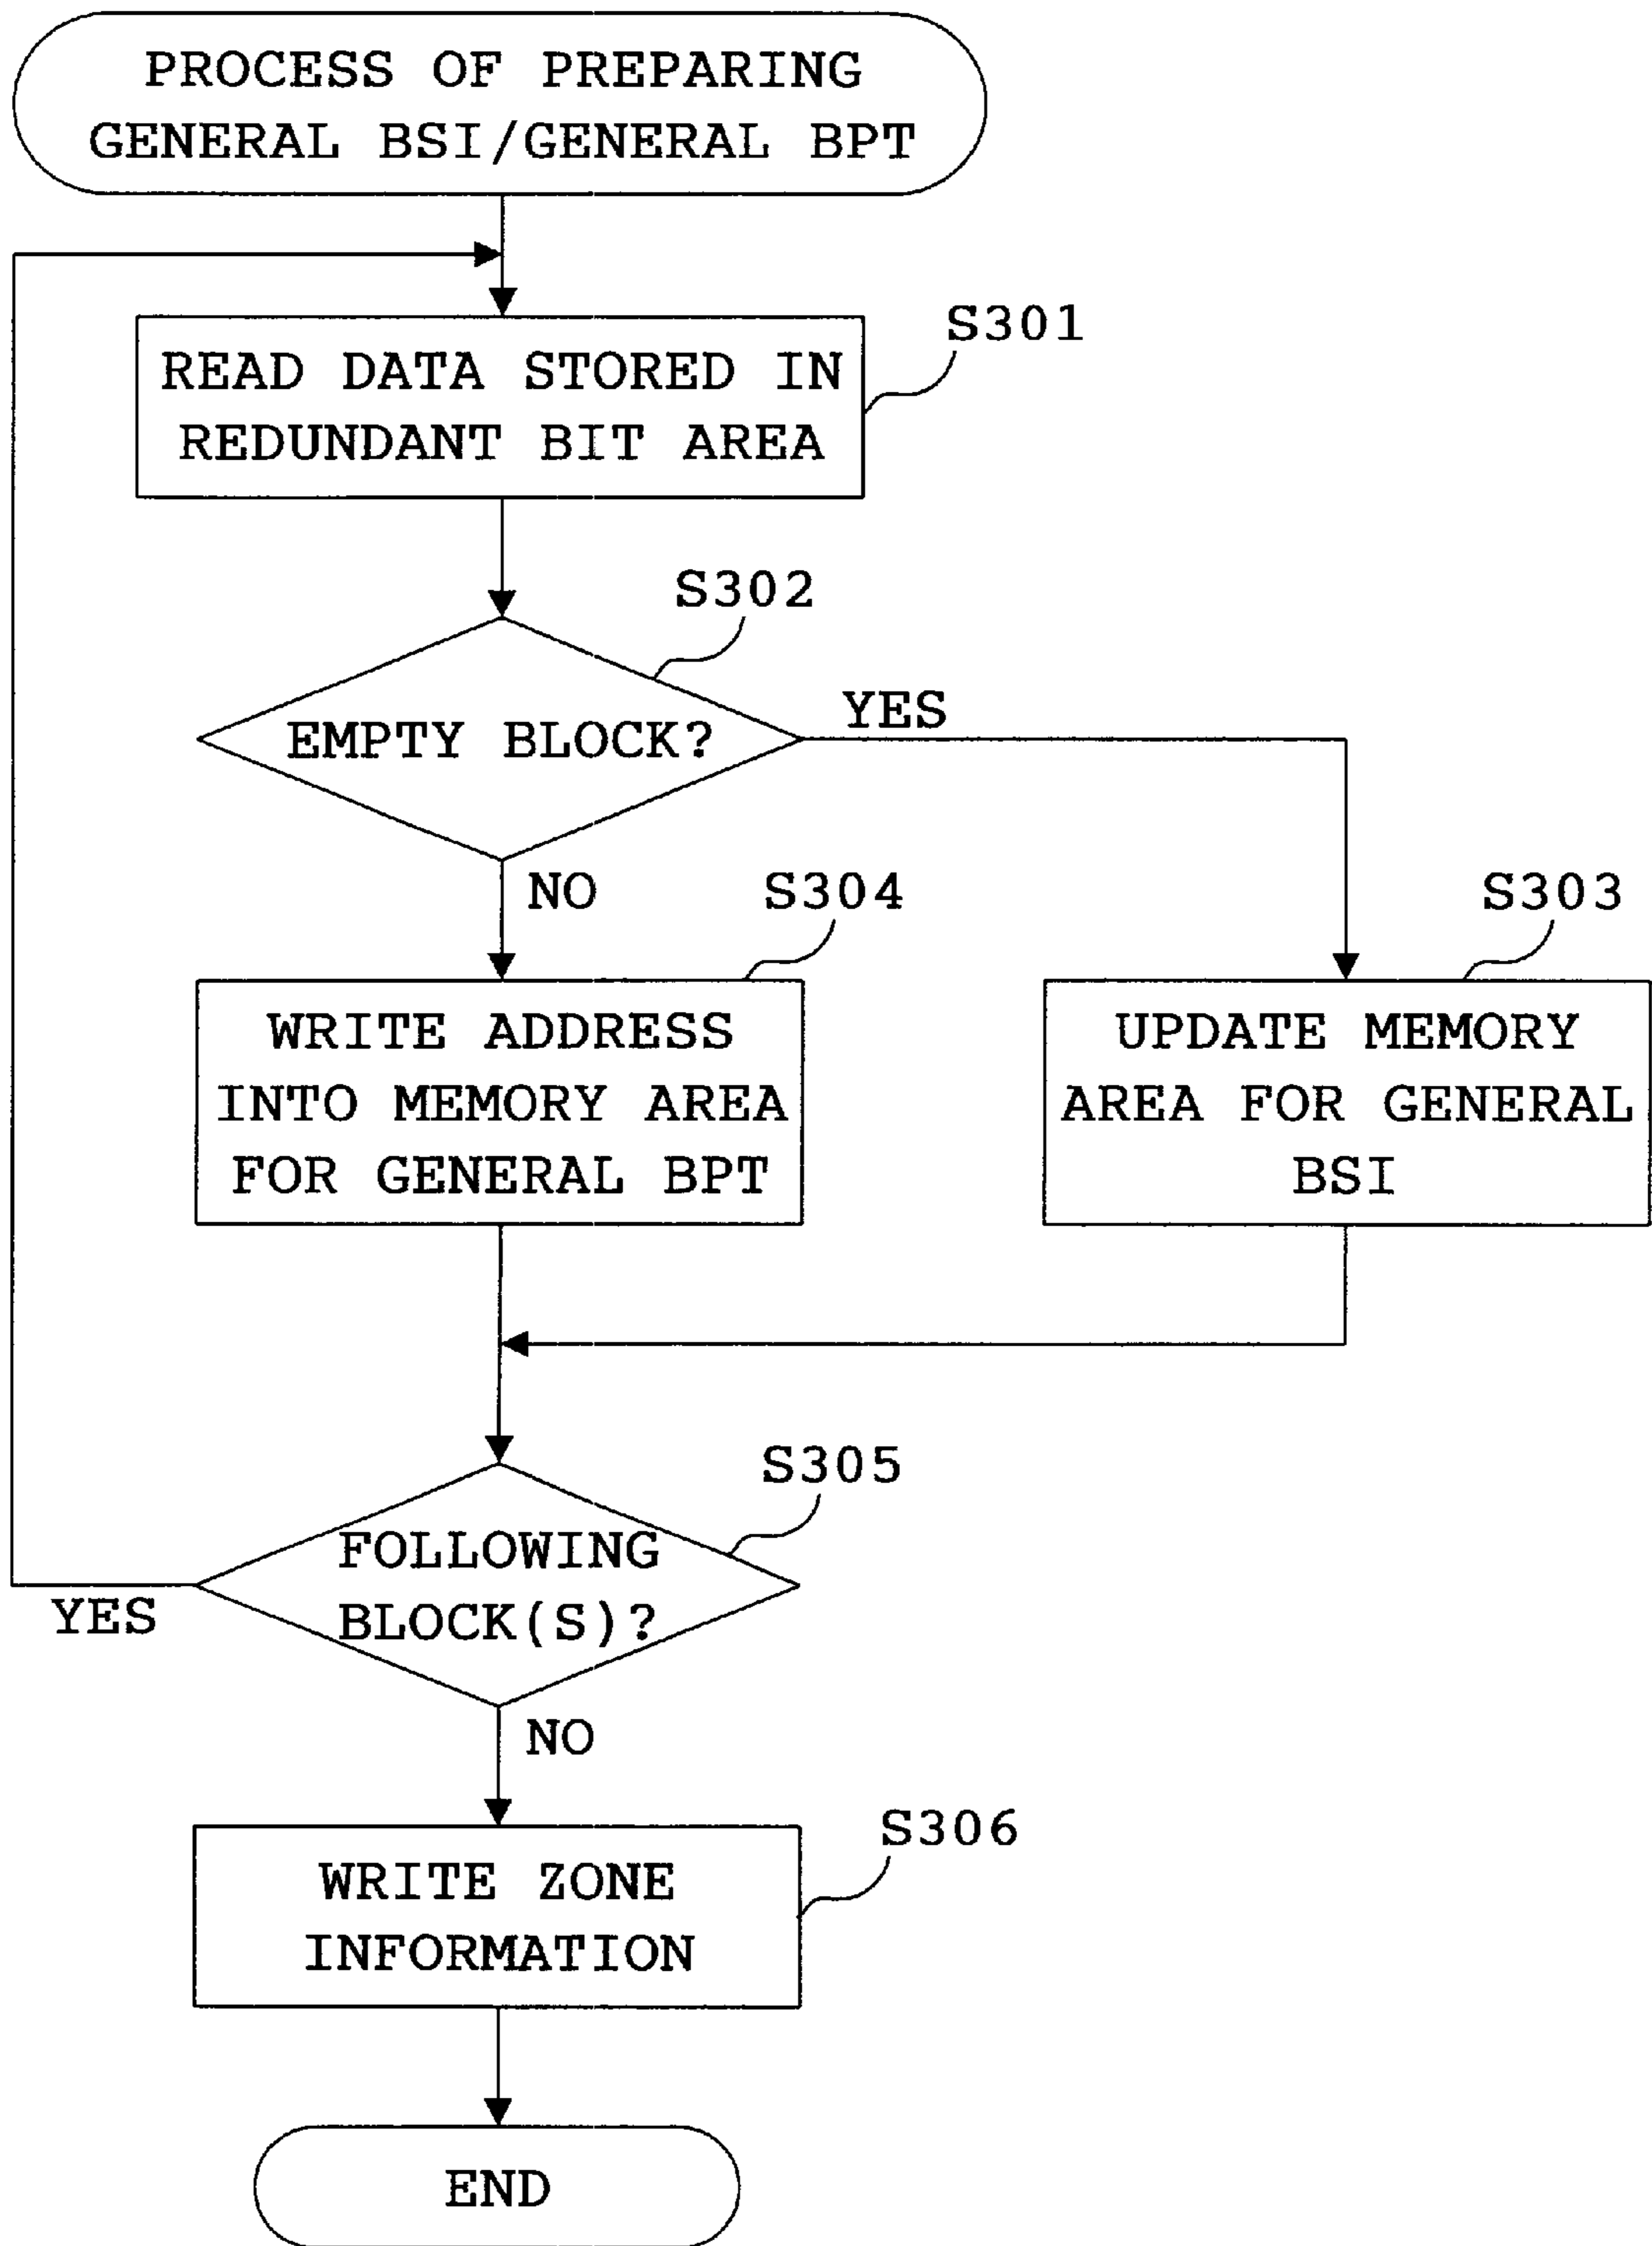 PROCESS OF PREPARING
GENERAL BSI/GENERAL BPT
S301
READ DATA STORED IN
REDUNDANT BIT AREA
S302
EMPTY BLOCK?
YES
NO
S304
S303
WRITE ADDRESS
INTO MEMORY AREA
FOR GENERAL BPT
UPDATE MEMORY
AREA FOR GENERAL
BSI
S305
FOLLOWING
BLOCK(S)?
YES
NO
S306
WRITE ZONE
INFORMATION
END